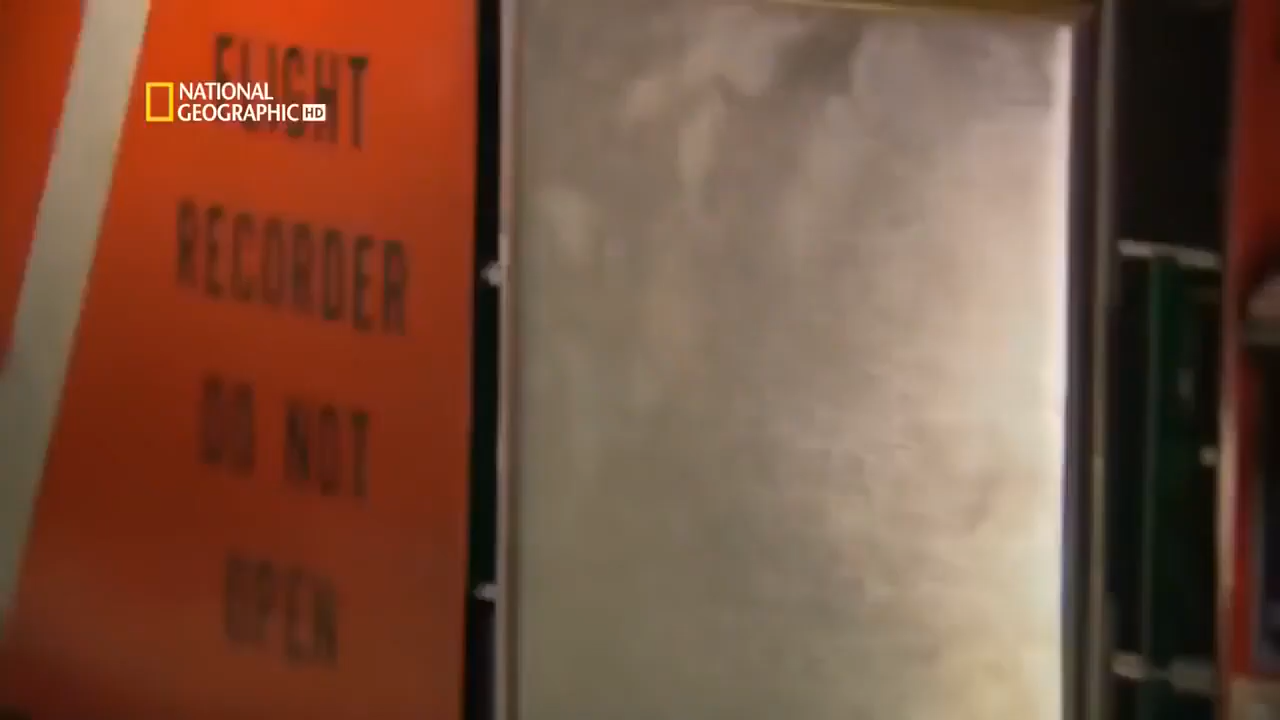 FLIGHT
NATIONAL
GEOGRAPHIC HD
RECORDER
DO NOT
OPEN